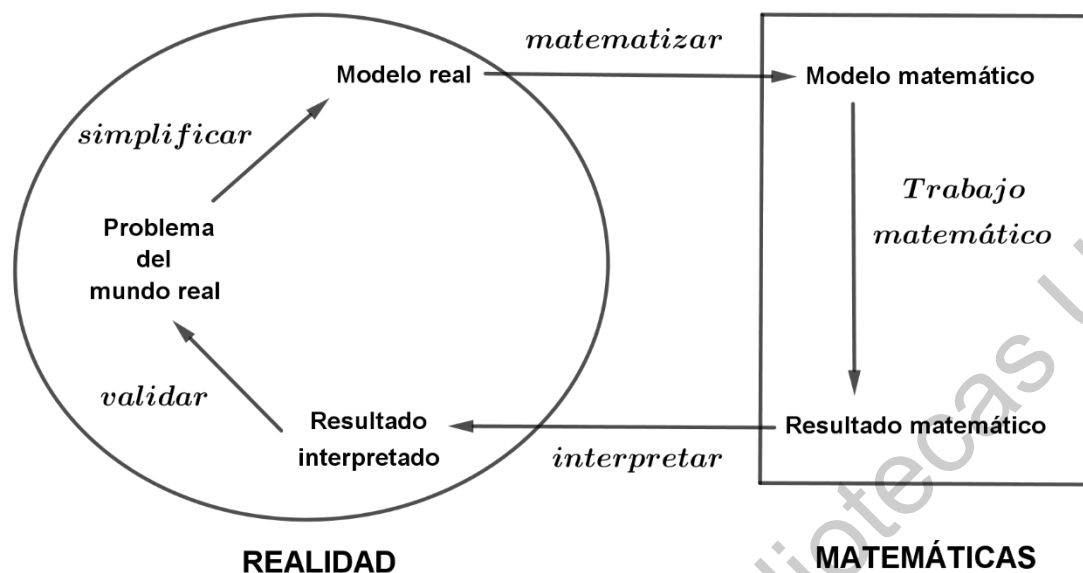 matematizar
Modelo real
Modelo matemático
simplificar
Trabajo
matemático
Problema
del
mundo real
validar
Resultado
interpretado
Resultado matemático
interpretar
REALIDAD
MATEMÁTICAS